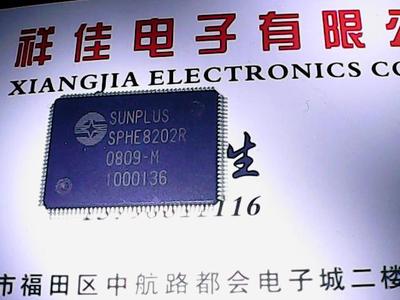 祥佳电子有限公
XIANGJIA ELECTRONICS CO
SUNPLUS
SPHE8202R
0809-M
1000136
生
116
市福田区中航路都会电子城二楼